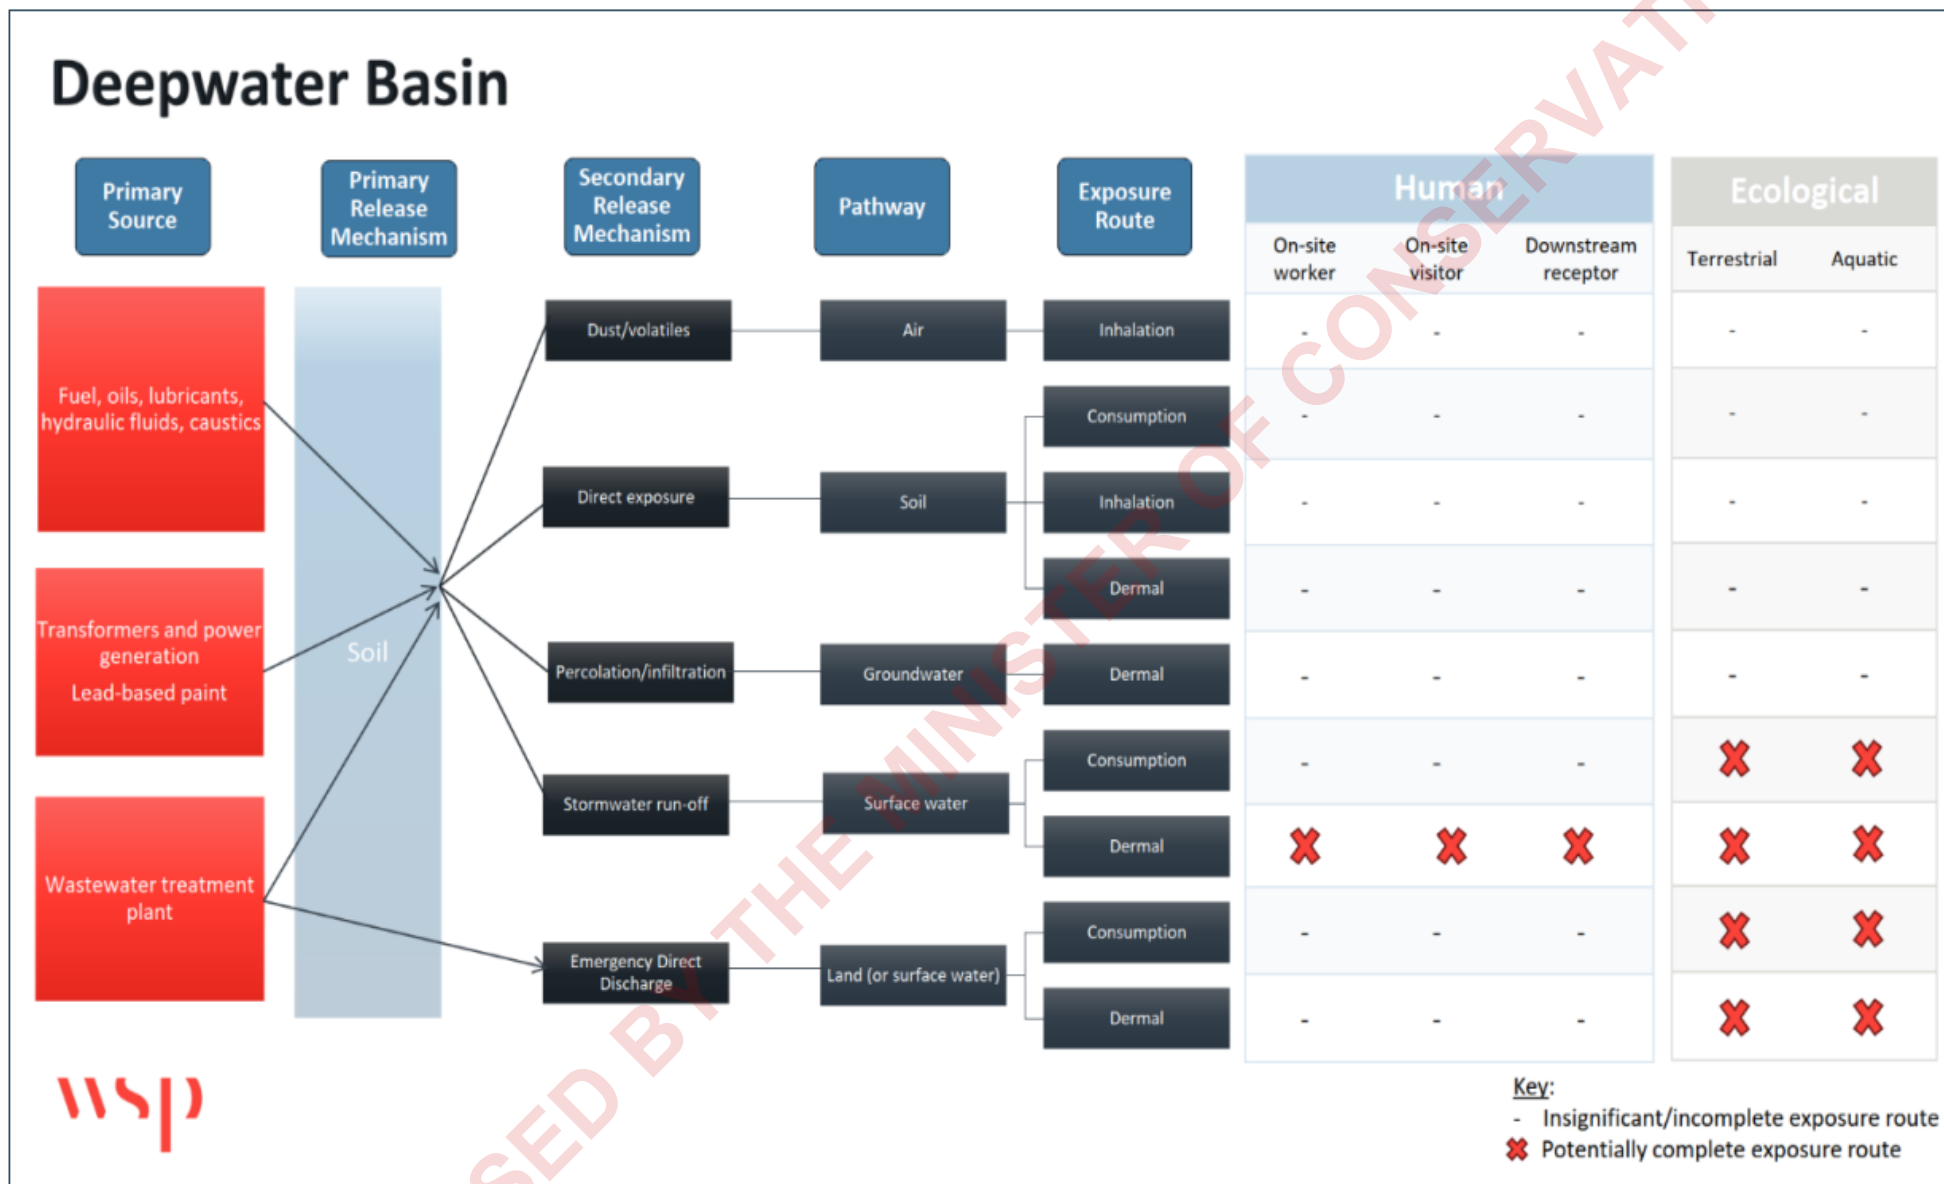 Deepwater Basin
Primary
Source
Primary
Release
Mechanism
Secondary
Release
Mechanism
Pathway
Exposure
Route
Human
Ecological
On-site
worker
On-site
visitor
Downstream
receptor
Terrestrial
Aquatic
Fuel, oils, lubricants,
hydraulic fluids, caustics
Transformers and power
generation
Lead-based paint
Wastewater treatment
plant
Soil
Dust/volatiles
Air
Inhalation
- - - - -
Consumption
- - - - -
Direct exposure
Soil
Inhalation
- - - - -
Dermal
- - - - -
Percolation/infiltration
Groundwater
Dermal
- - - - -
Consumption
- - -
Stormwater run-off
Surface water
Dermal
Consumption
- - -
Emergency Direct
Discharge
Land (or surface water)
Dermal
- - -
wsp
Key:
- Insignificant/incomplete exposure route
Potentially complete exposure route
SED BY THE MINISTER OF CONSERVATI